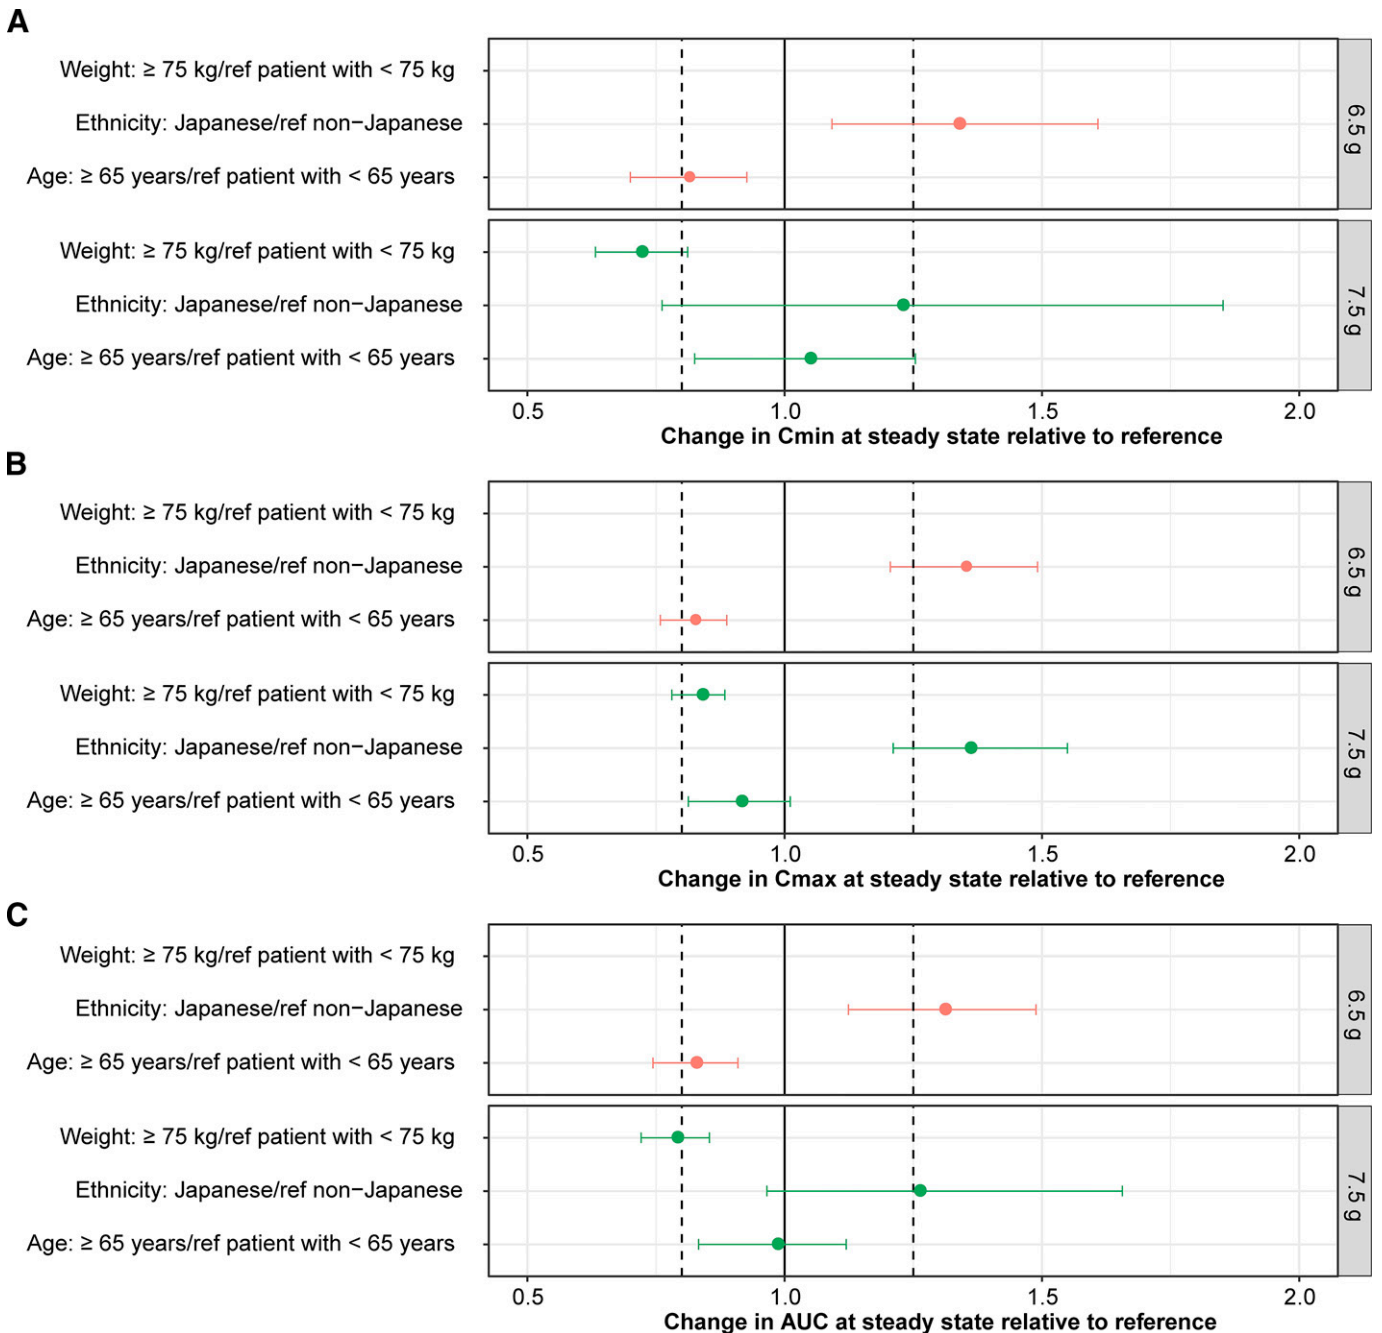 A
Weight: ≥ 75 kg/ref patient with < 75 kg
Ethnicity: Japanese/ref non−Japanese
Age: ≥ 65 years/ref patient with < 65 years
6.5 g
Weight: ≥ 75 kg/ref patient with < 75 kg
Ethnicity: Japanese/ref non−Japanese
Age: ≥ 65 years/ref patient with < 65 years
7.5 g
0.5 1.0 1.5 2.0
Change in Cmin at steady state relative to reference
B
Weight: ≥ 75 kg/ref patient with < 75 kg
Ethnicity: Japanese/ref non−Japanese
Age: ≥ 65 years/ref patient with < 65 years
6.5 g
Weight: ≥ 75 kg/ref patient with < 75 kg
Ethnicity: Japanese/ref non−Japanese
Age: ≥ 65 years/ref patient with < 65 years
7.5 g
0.5 1.0 1.5 2.0
Change in Cmax at steady state relative to reference
C
Weight: ≥ 75 kg/ref patient with < 75 kg
Ethnicity: Japanese/ref non−Japanese
Age: ≥ 65 years/ref patient with < 65 years
6.5 g
Weight: ≥ 75 kg/ref patient with < 75 kg
Ethnicity: Japanese/ref non−Japanese
Age: ≥ 65 years/ref patient with < 65 years
7.5 g
0.5 1.0 1.5 2.0
Change in AUC at steady state relative to reference